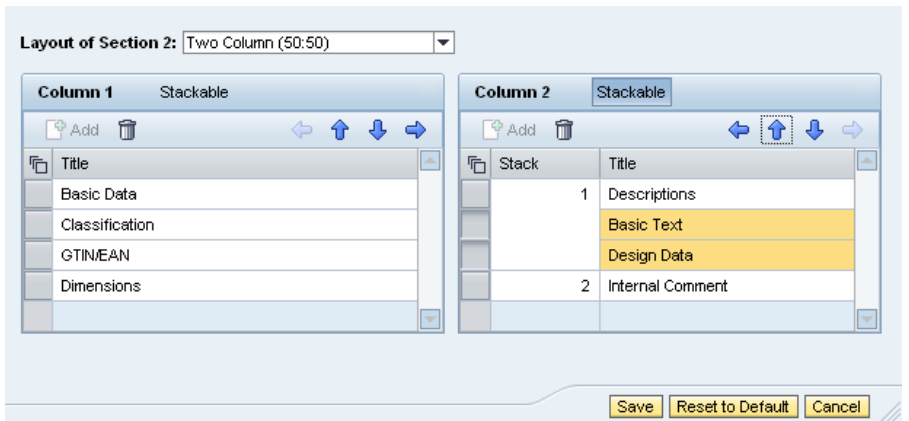 Layout of Section 2: Two Column (50:50)
Column 1 Stackable
Add
Title
Basic Data
Classification
GTIN/EAN
Dimensions
Column 2 Stackable
Add
Stack Title
1 Descriptions
Basic Text
Design Data
2 Internal Comment
Save Reset to Default Cancel